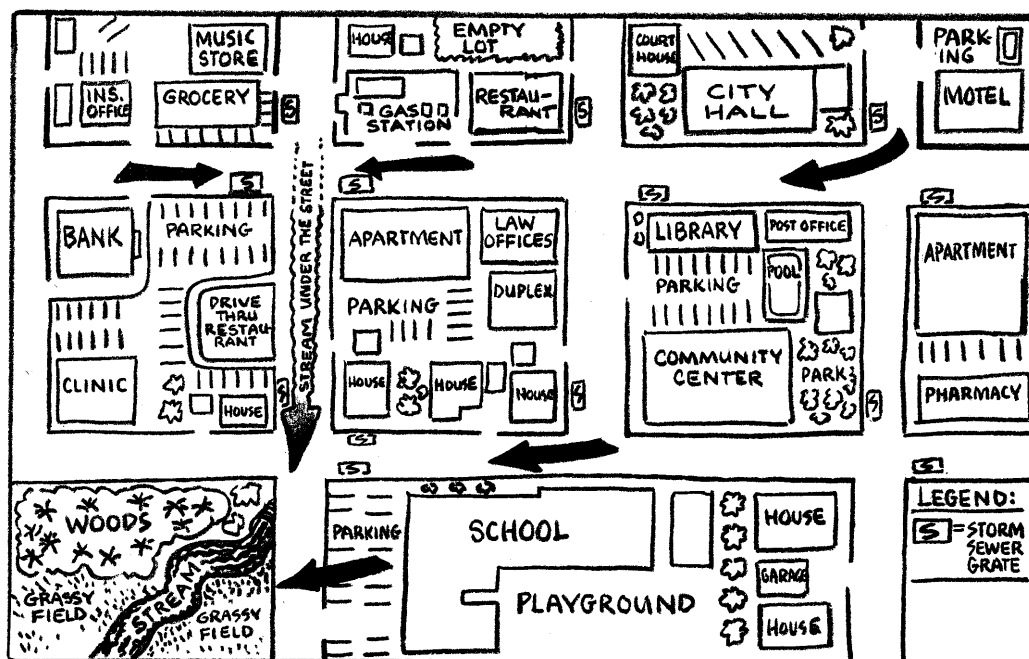 MUSIC
STORE
INS.
OFFICE
GROCERY
S
HOUSE
EMPTY
LOT
GAS
STATION
RESTAU-
RANT
S
COURT
HOUSE
CITY
HALL
S
PARK-
ING
MOTEL
S
BANK
PARKING
DRIVE
THRU
RESTAU-
RANT
CLINIC
S
HOUSE
STREAM UNDER THE STREET
S
APARTMENT
LAW
OFFICES
PARKING
DUPLEX
HOUSE
HOUSE
HOUSE
S
S
S
LIBRARY
POST OFFICE
PARKING
POOL
COMMUNITY
CENTER
PARK
S
S
APARTMENT
PHARMACY
WOODS
STREAM
GRASSY
FIELD
GRASSY
FIELD
S
PARKING
SCHOOL
PLAYGROUND
HOUSE
GARAGE
HOUSE
S
LEGEND:
S = STORM
SEWER
GRATE